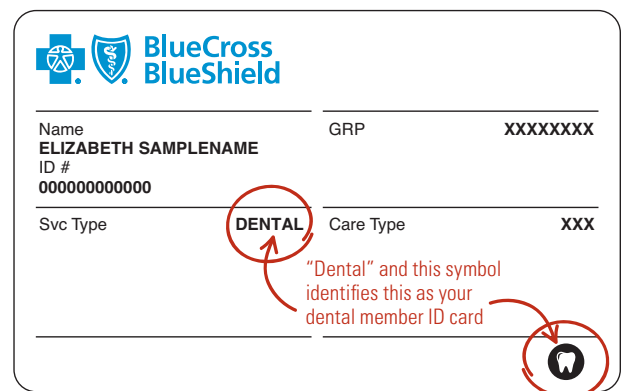 BlueCross
BlueShield
Name
ELIZABETH SAMPLENAME
ID #
000000000000
GRP XXXXXXXX
Svc Type DENTAL
Care Type XXX
“Dental” and this symbol
identifies this as your
dental member ID card